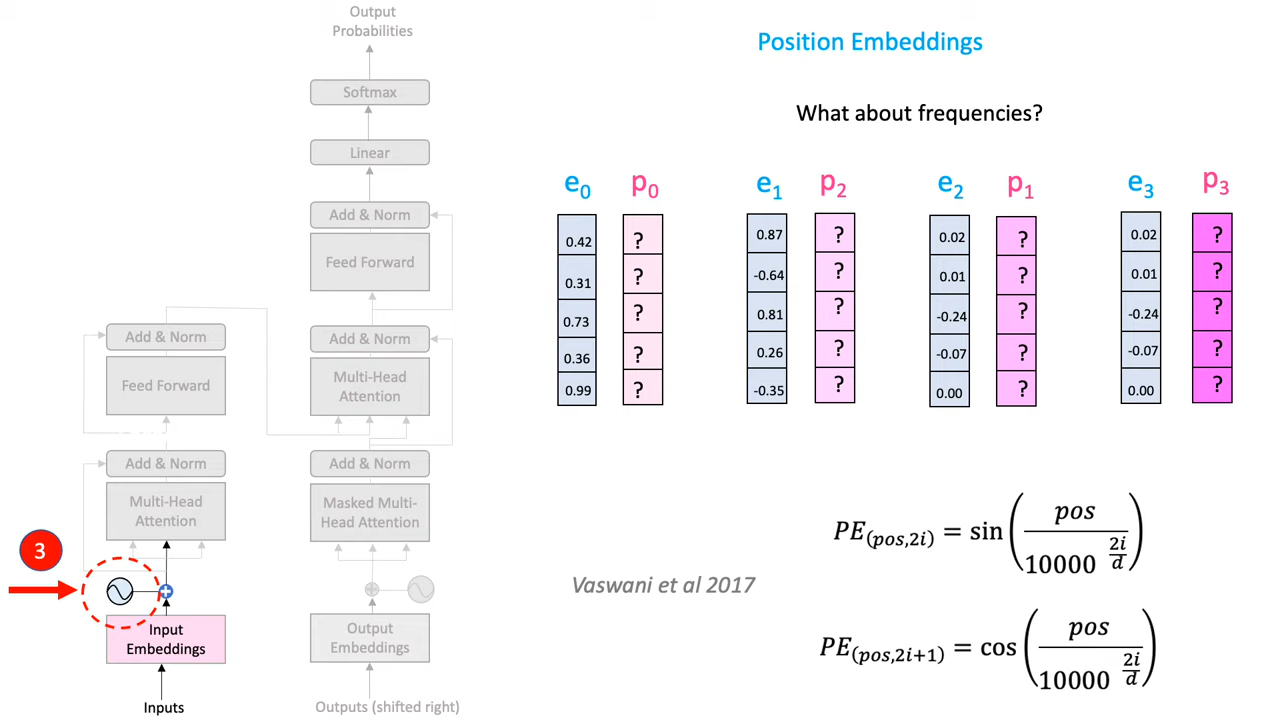 Output
Probabilities
Softmax
Linear
Add & Norm
Feed Forward
Add & Norm
Multi-Head
Attention
Add & Norm
Masked Multi-
Head Attention
Output
Embeddings
Outputs (shifted right)
Add & Norm
Feed Forward
Add & Norm
Multi-Head
Attention
3
Input
Embeddings
Inputs
Position Embeddings
What about frequencies?
e₀ p₀ e₁ p₂ e₂ p₁ e₃ p₃
0.42 ? 0.87 ? 0.02 ? 0.02 ?
0.31 ? -0.64 ? 0.01 ? 0.01 ?
0.73 ? 0.81 ? -0.24 ? -0.24 ?
0.36 ? 0.26 ? -0.07 ? -0.07 ?
0.99 ? -0.35 ? 0.00 ? 0.00 ?
Vaswani et al 2017
PE(pos,2i) = sin(pos / 10000^(2i/d))
PE(pos,2i+1) = cos(pos / 10000^(2i/d))